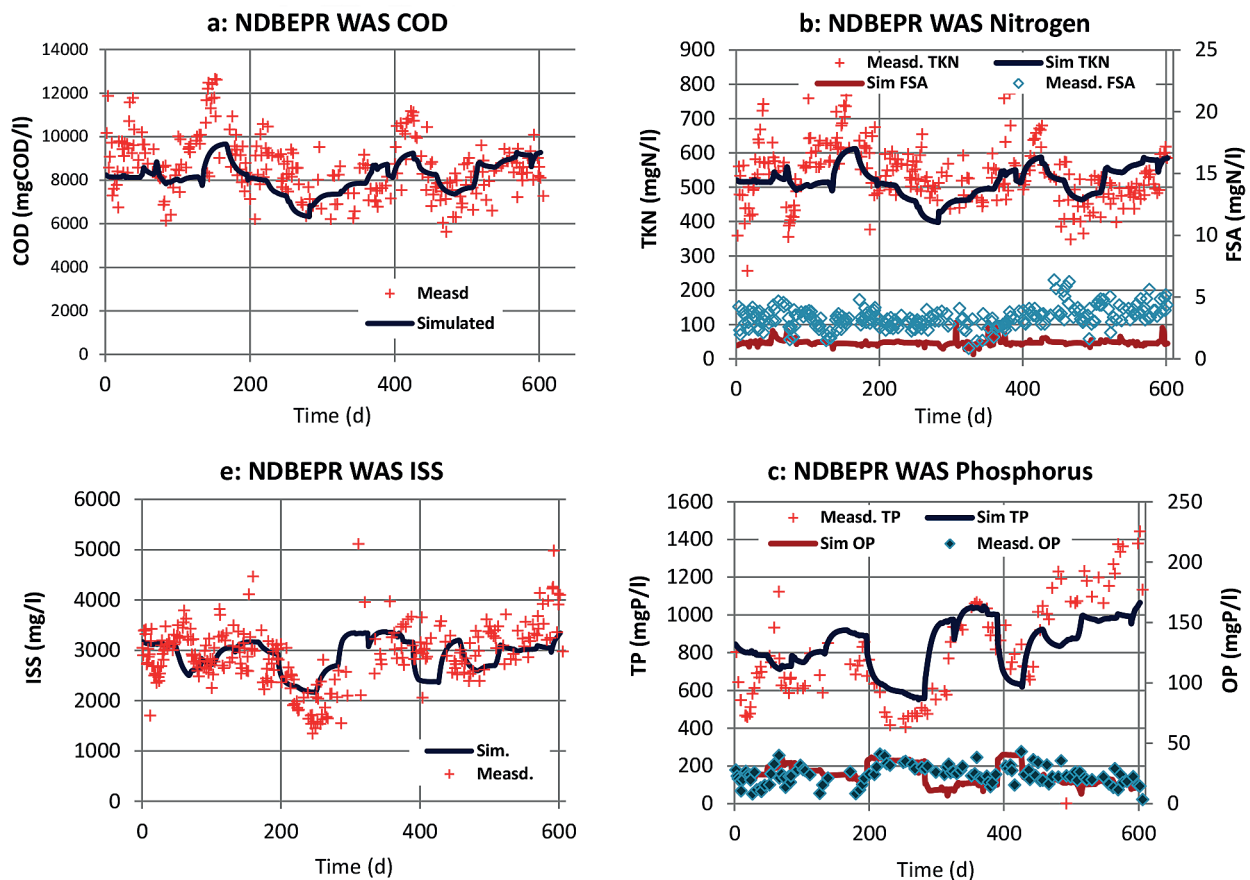 a: NDBEPR WAS COD
14000
12000
10000
8000
6000
4000
2000
0
COD (mgCOD/l)
Measd
Simulated
0
200
400
600
Time (d)
b: NDBEPR WAS Nitrogen
900
800
700
600
500
400
300
200
100
0
TKN (mgN/l)
Measd. TKN
Sim TKN
Sim FSA
Measd. FSA
25
20
15
10
5
0
FSA (mgN/l)
0
200
400
600
Time (d)
e: NDBEPR WAS ISS
6000
5000
4000
3000
2000
1000
0
ISS (mg/l)
Sim.
Measd.
0
200
400
600
Time (d)
c: NDBEPR WAS Phosphorus
1600
1400
1200
1000
800
600
400
200
0
TP (mgP/l)
Measd. TP
Sim TP
Sim OP
Measd. OP
250
200
150
100
50
0
OP (mgP/l)
0
200
400
600
Time (d)